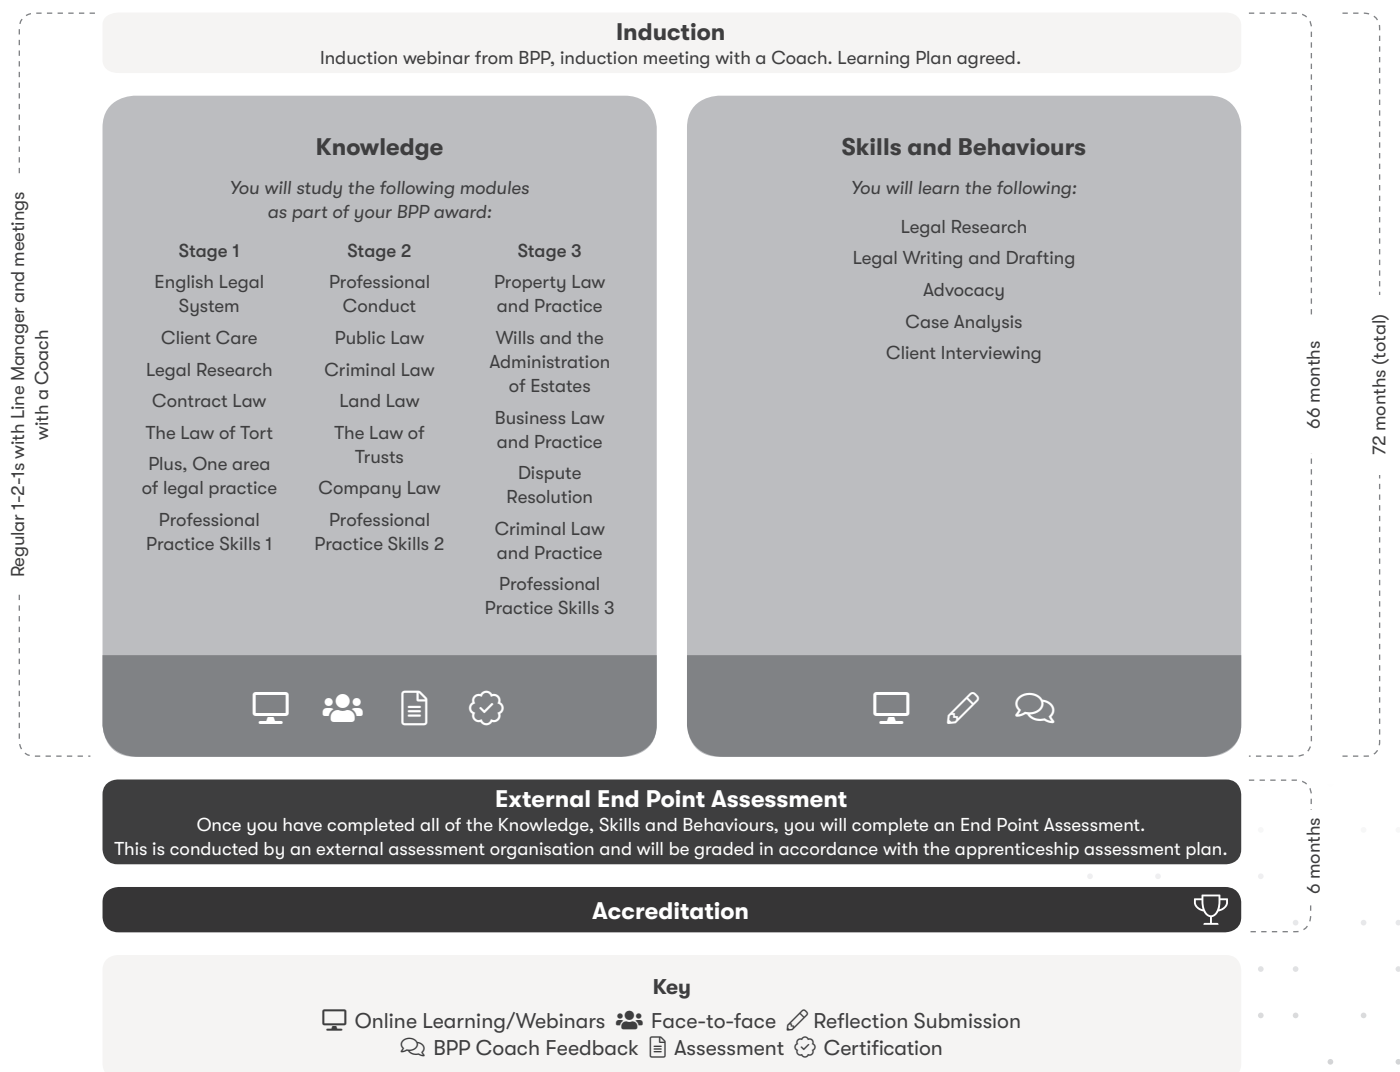 Induction
Induction webinar from BPP, induction meeting with a Coach. Learning Plan agreed.
Regular 1-2-1s with Line Manager and meetings
with a Coach
Knowledge
You will study the following modules
as part of your BPP award:
Stage 1
English Legal
System
Client Care
Legal Research
Contract Law
The Law of Tort
Plus, One area
of legal practice
Professional
Practice Skills 1
Stage 2
Professional
Conduct
Public Law
Criminal Law
Land Law
The Law of
Trusts
Company Law
Professional
Practice Skills 2
Stage 3
Property Law
and Practice
Wills and the
Administration
of Estates
Business Law
and Practice
Dispute
Resolution
Criminal Law
and Practice
Professional
Practice Skills 3
Skills and Behaviours
You will learn the following:
Legal Research
Legal Writing and Drafting
Advocacy
Case Analysis
Client Interviewing
66 months
72 months (total)
External End Point Assessment
Once you have completed all of the Knowledge, Skills and Behaviours, you will complete an End Point Assessment.
This is conducted by an external assessment organisation and will be graded in accordance with the apprenticeship assessment plan.
6 months
Accreditation
Key
Online Learning/Webinars Face-to-face Reflection Submission
BPP Coach Feedback Assessment Certification